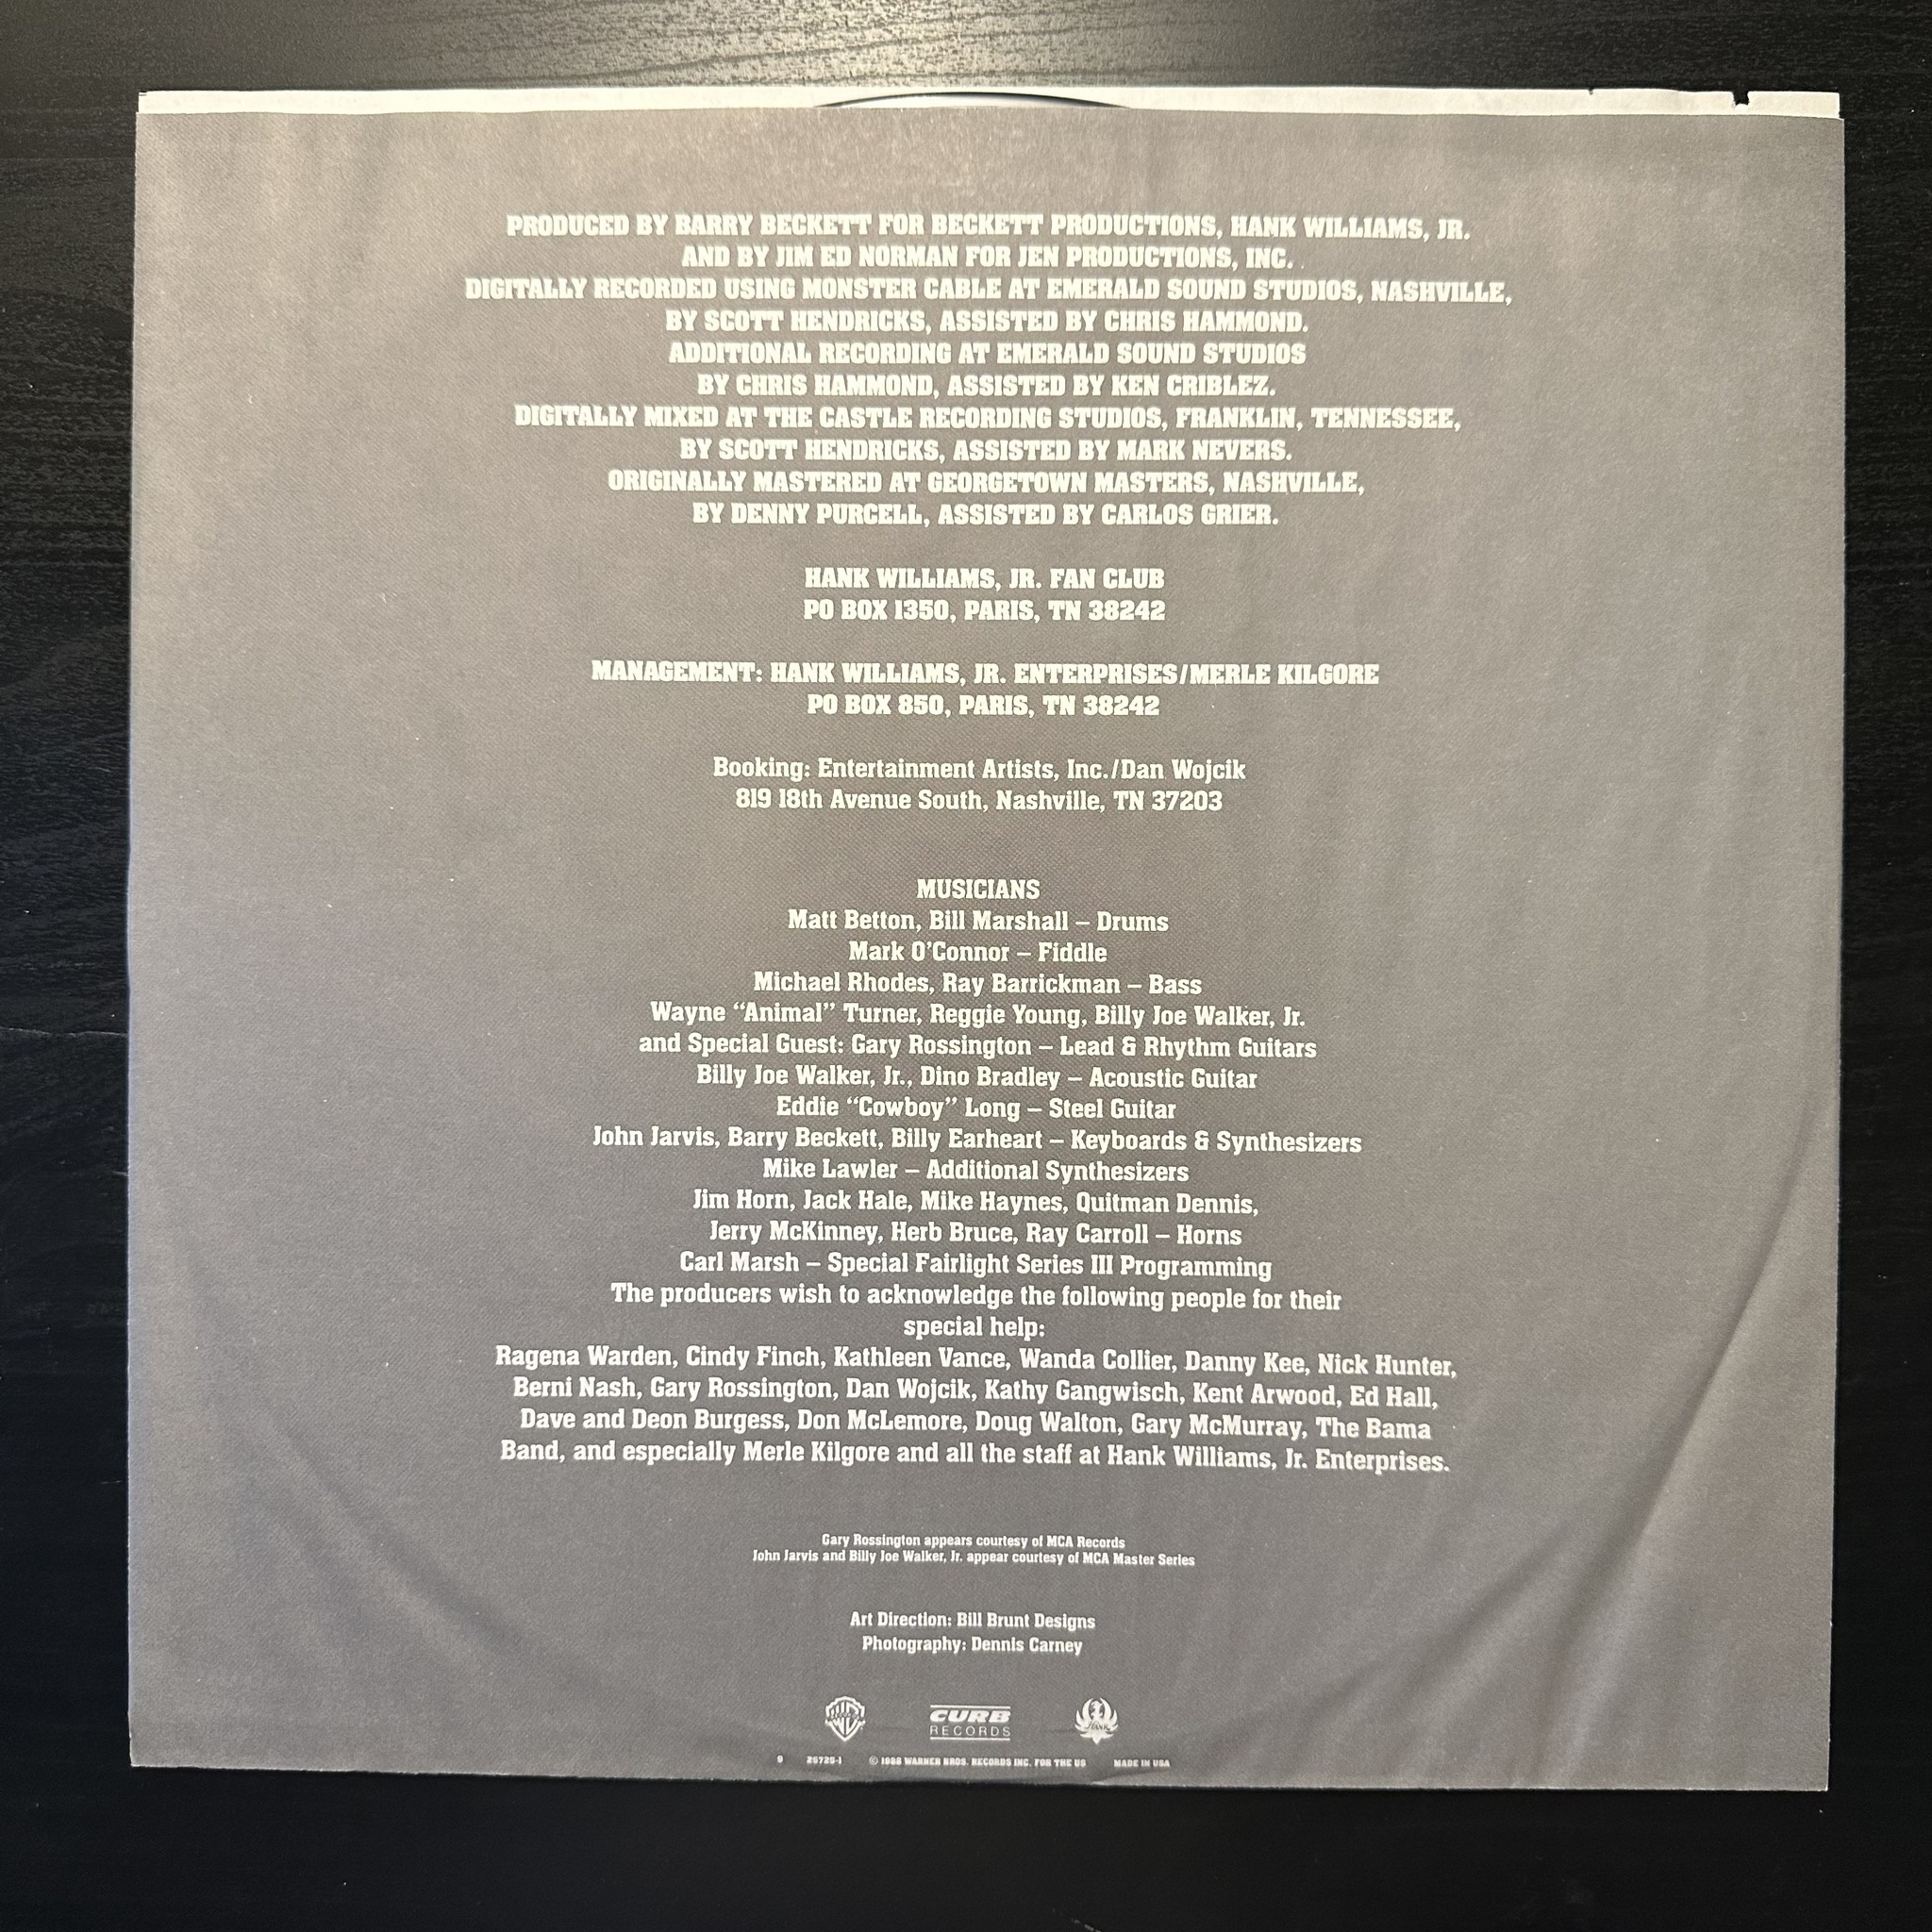 PRODUCED BY BARRY BECKETT FOR BECKETT PRODUCTIONS, HANK WILLIAMS, JR.
AND BY JIM ED NORMAN FOR JEN PRODUCTIONS, INC.
DIGITALLY RECORDED USING MONSTER CABLE AT EMERALD SOUND STUDIOS, NASHVILLE,
BY SCOTT HENDRICKS, ASSISTED BY CHRIS HAMMOND.
ADDITIONAL RECORDING AT EMERALD SOUND STUDIOS
BY CHRIS HAMMOND, ASSISTED BY KEN CRIBLEZ.
DIGITALLY MIXED AT THE CASTLE RECORDING STUDIOS, FRANKLIN, TENNESSEE,
BY SCOTT HENDRICKS, ASSISTED BY MARK NEVERS.
ORIGINALLY MASTERED AT GEORGETOWN MASTERS, NASHVILLE,
BY DENNY PURCELL, ASSISTED BY CARLOS GRIER.
HANK WILLIAMS, JR. FAN CLUB
PO BOX 1350, PARIS, TN 38242
MANAGEMENT: HANK WILLIAMS, JR. ENTERPRISES/MERLE KILGORE
PO BOX 850, PARIS, TN 38242
Booking: Entertainment Artists, Inc./Dan Wojcik
819 18th Avenue South, Nashville, TN 37203
MUSICIANS
Matt Betton, Bill Marshall – Drums
Mark O'Connor – Fiddle
Michael Rhodes, Ray Barrickman – Bass
Wayne “Animal” Turner, Reggie Young, Billy Joe Walker, Jr.
and Special Guest: Gary Rossington – Lead & Rhythm Guitars
Billy Joe Walker, Jr., Dino Bradley – Acoustic Guitar
Eddie “Cowboy” Long – Steel Guitar
John Jarvis, Barry Beckett, Billy Earheart – Keyboards & Synthesizers
Mike Lawler – Additional Synthesizers
Jim Horn, Jack Hale, Mike Haynes, Quitman Dennis,
Jerry McKinney, Herb Bruce, Ray Carroll – Horns
Carl Marsh – Special Fairlight Series III Programming
The producers wish to acknowledge the following people for their
special help:
Ragena Warden, Cindy Finch, Kathleen Vance, Wanda Collier, Danny Kee, Nick Hunter,
Berni Nash, Gary Rossington, Dan Wojcik, Kathy Gangwisch, Kent Arwood, Ed Hall,
Dave and Deon Burgess, Don McLemore, Doug Walton, Gary McMurray, The Bama
Band, and especially Merle Kilgore and all the staff at Hank Williams, Jr. Enterprises.
Gary Rossington appears courtesy of MCA Records
John Jarvis and Billy Joe Walker, Jr. appear courtesy of MCA Master Series
Art Direction: Bill Brunt Designs
Photography: Dennis Carney
CURB
RECORDS
9 25725-1 © 1988 WARNER BROS. RECORDS INC. FOR THE US MADE IN USA